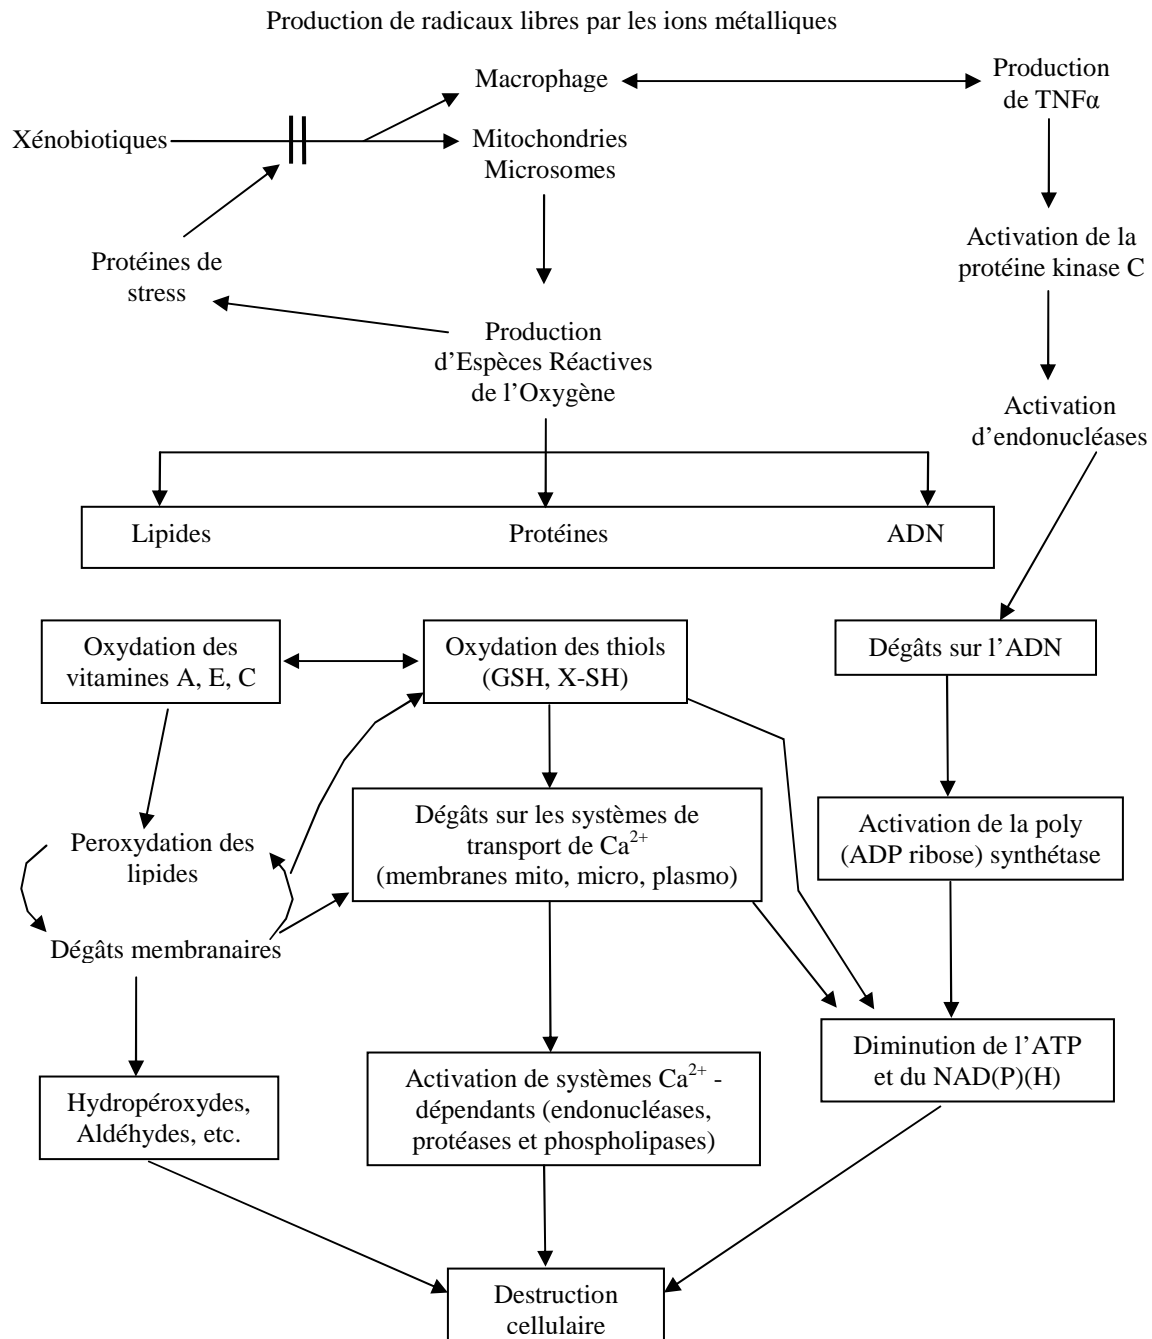 Production de radicaux libres par les ions métalliques
Macrophage
Production
de TNFα
Xénobiotiques
Mitochondries
Microsomes
Protéines de
stress
Activation de la
protéine kinase C
Production
d’Espèces Réactives
de l’Oxygène
Activation
d’endonucléases
Lipides Protéines ADN
Oxydation des
vitamines A, E, C
Oxydation des thiols
(GSH, X-SH)
Dégâts sur l’ADN
Peroxydation des
lipides
Dégâts sur les systèmes de
transport de Ca²⁺
(membranes mito, micro, plasmo)
Activation de la poly
(ADP ribose) synthétase
Dégâts membranaires
Hydropéroxydes,
Aldéhydes, etc.
Activation de systèmes Ca²⁺ -
dépendants (endonucléases,
protéases et phospholipases)
Diminution de l’ATP
et du NAD(P)(H)
Destruction
cellulaire